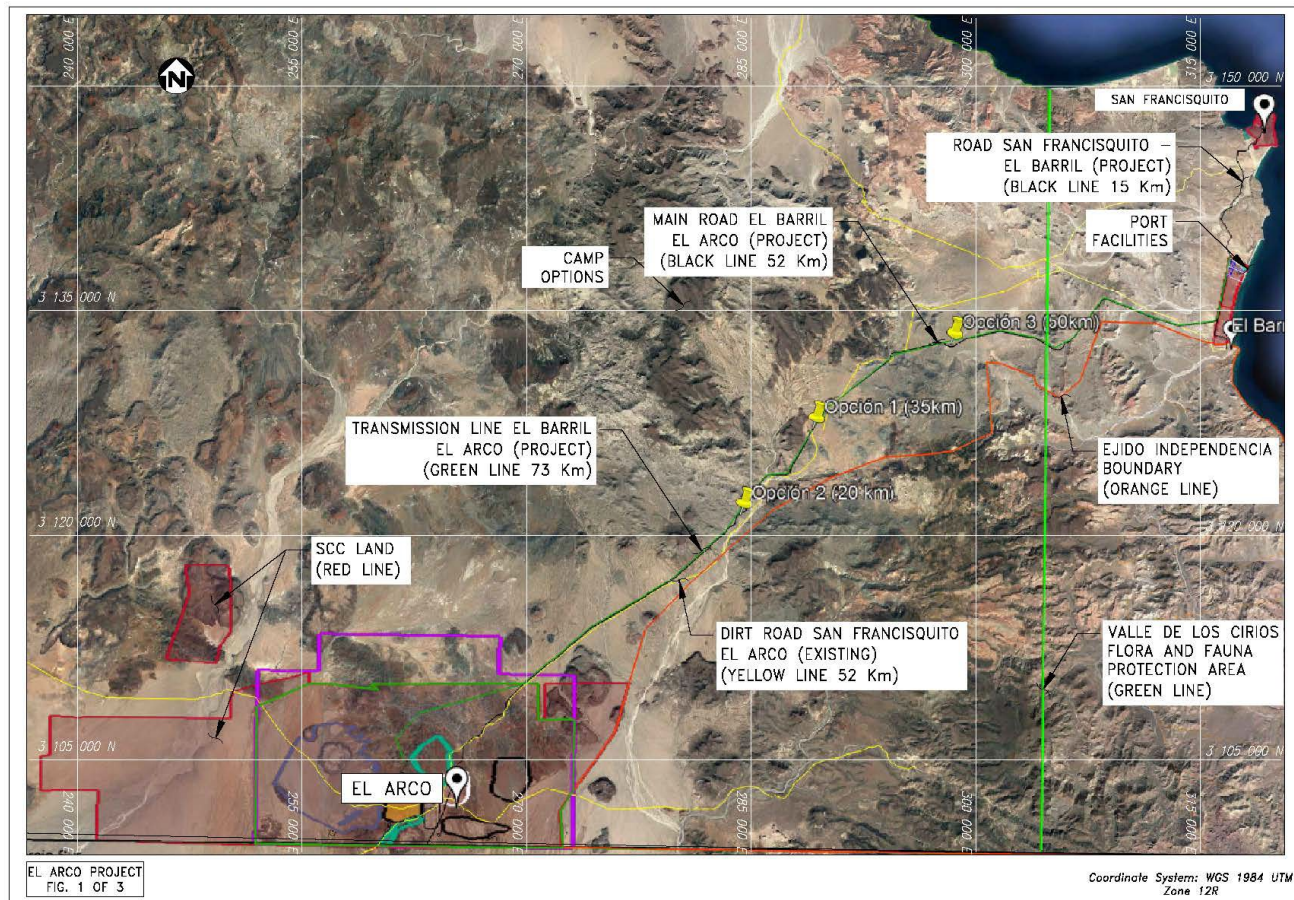 240 000 E
255 000 E
270 000 E
285 000 E
300 000 E
315 000 E
N
3 150 000 N
SAN FRANCISQUITO
ROAD SAN FRANCISQUITO –
EL BARRIL (PROJECT)
(BLACK LINE 15 Km)
MAIN ROAD EL BARRIL
EL ARCO (PROJECT)
(BLACK LINE 52 Km)
PORT
FACILITIES
CAMP
OPTIONS
3 135 000 N
Opción 3 (50km)
El Barr
Opción 1 (35km)
TRANSMISSION LINE EL BARRIL
EL ARCO (PROJECT)
(GREEN LINE 73 Km)
EJIDO INDEPENDENCIA
BOUNDARY
(ORANGE LINE)
Opción 2 (20 km)
3 120 000 N
3 120 000 N
SCC LAND
(RED LINE)
DIRT ROAD SAN FRANCISQUITO
EL ARCO (EXISTING)
(YELLOW LINE 52 Km)
VALLE DE LOS CIRIOS
FLORA AND FAUNA
PROTECTION AREA
(GREEN LINE)
3 105 000 N
3 105 000 N
EL ARCO
240 000 E
255 000 E
270 000 E
285 000 E
300 000 E
315 000 E
EL ARCO PROJECT
FIG. 1 OF 3
Coordinate System: WGS 1984 UTM
Zone 12R